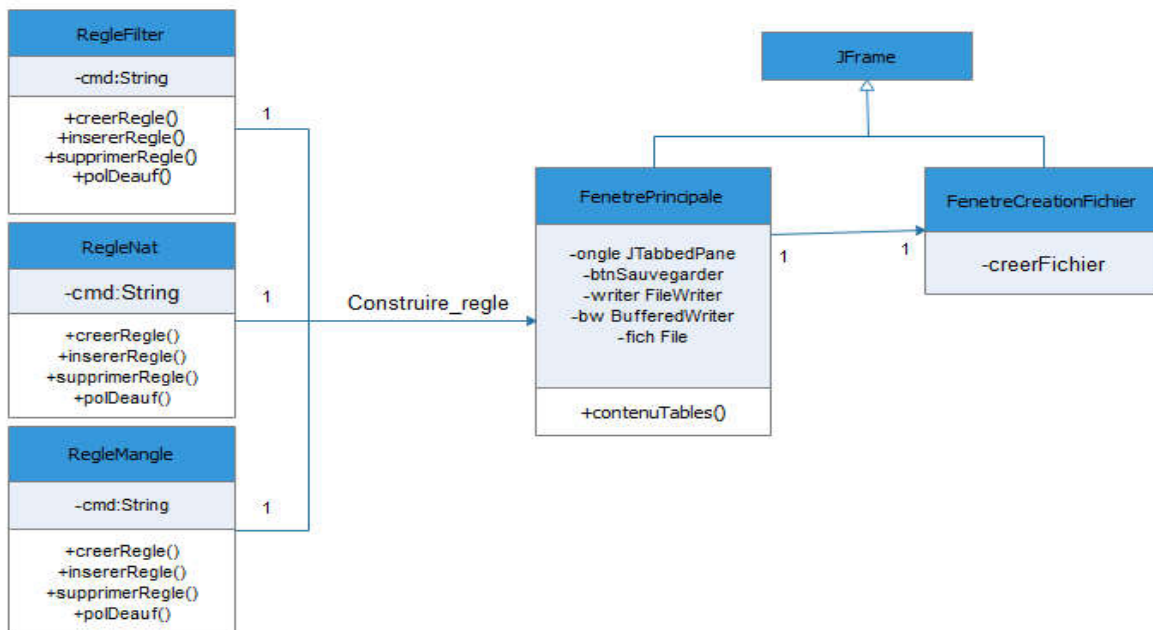 RegleFilter
-cmd:String
+creerRegle()
+insererRegle()
+supprimerRegle()
+polDeauf()
1
RegleNat
-cmd:String
+creerRegle()
+insererRegle()
+supprimerRegle()
+polDeauf()
1
RegleMangle
-cmd:String
+creerRegle()
+insererRegle()
+supprimerRegle()
+polDeauf()
1
Construire_regle
JFrame
FenetrePrincipale
-ongle JTabbedPane
-btnSauvegarder
-writer FileWriter
-bw BufferedWriter
-fich File
+contenuTables()
1
1
FenetreCreationFichier
-creerFichier